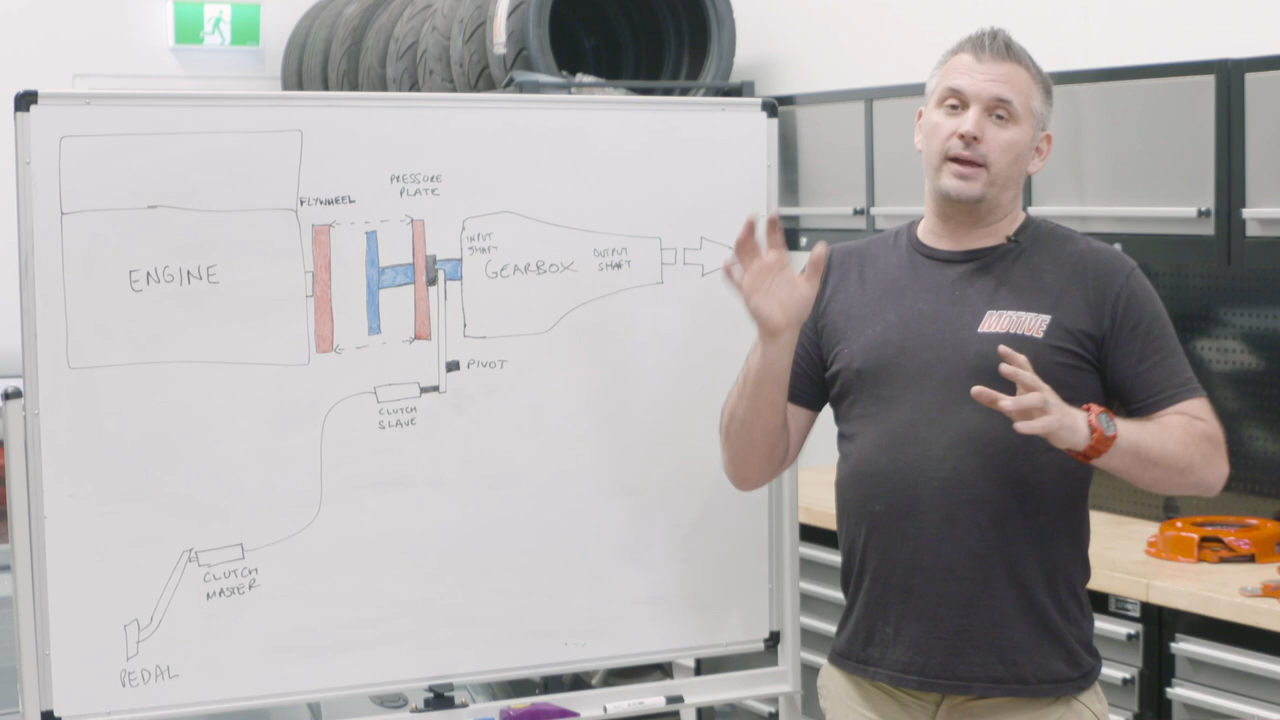 PRESSURE
PLATE
FLYWHEEL
INPUT
SHAFT
OUTPUT
SHAFT
ENGINE
GEARBOX
PIVOT
CLUTCH
SLAVE
CLUTCH
MASTER
PEDAL
MOTIVE